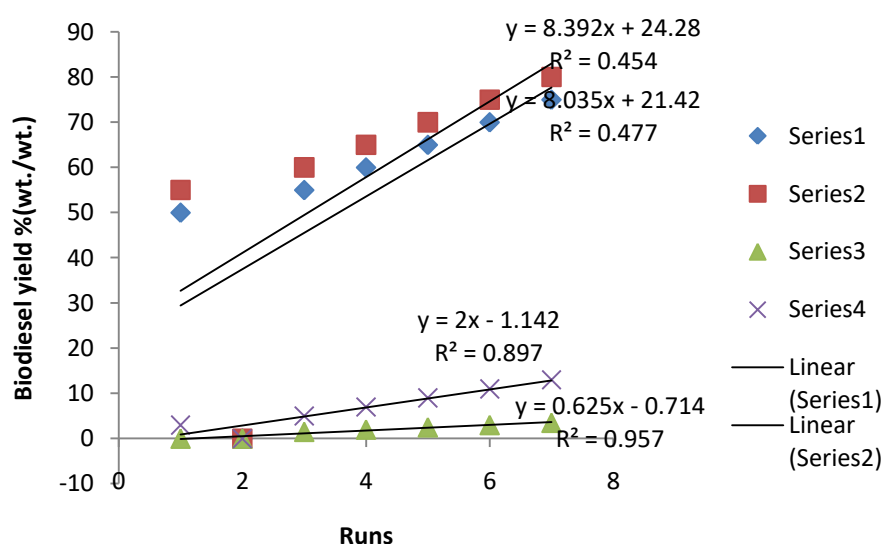 90
80
70
60
50
40
30
20
10
0
-10
0
2
4
6
8
Biodiesel yield %(wt./wt.)
Runs
y = 8.392x + 24.28
R² = 0.454
y = 8.035x + 21.42
R² = 0.477
y = 2x - 1.142
R² = 0.897
y = 0.625x - 0.714
R² = 0.957
Series1
Series2
Series3
Series4
Linear
(Series1)
Linear
(Series2)